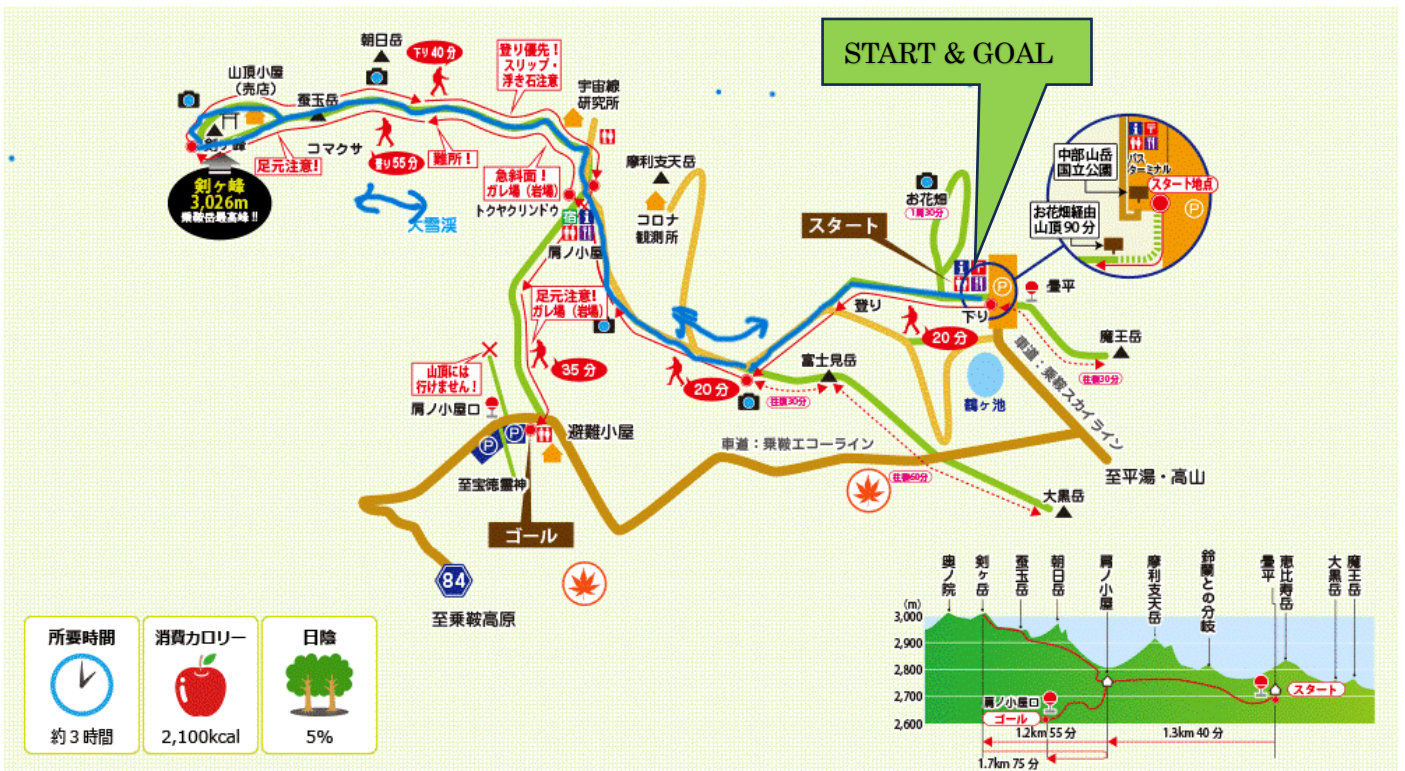 START & GOAL
朝日岳
下り40分
登り優先！
スリップ・
浮き石注意
宇宙線
研究所
山頂小屋
（売店）
蚕玉岳
剣ヶ峰
足元注意！
コマクサ
登り55分
難所！
急斜面！
ガレ場（岩場）
トクヤクリンドウ
剣ヶ峰
3,026m
乗鞍岳最高峰!!
大雪渓
宿
i
肩ノ小屋
摩利支天岳
コロナ
観測所
お花畑
1周30分
スタート
i
P
中部山岳
国立公園
i
バス
ターミナル
スタート地点
P
お花畑経由
山頂90分
畳平
登り
下り
20分
魔王岳
往復30分
鶴ヶ池
車道：乗鞍スカイライン
至平湯・高山
足元注意!
ガレ場（岩場）
35分
20分
往復30分
富士見岳
車道：乗鞍エコーライン
往復60分
大黒岳
山頂には
行けません！
肩ノ小屋口
P
P
避難小屋
至宝徳霊神
ゴール
84
至乗鞍高原
所要時間
約３時間
消費カロリー
2,100kcal
日陰
5%
奥ノ院
剣ヶ岳
蚕玉岳
朝日岳
肩ノ小屋
摩利支天岳
鈴蘭との分岐
畳平
恵比寿岳
大黒岳
魔王岳
(m)
3,000
2,900
2,800
2,700
2,600
スタート
肩ノ小屋口
ゴール
1.2km 55分
1.3km 40分
1.7km 75分